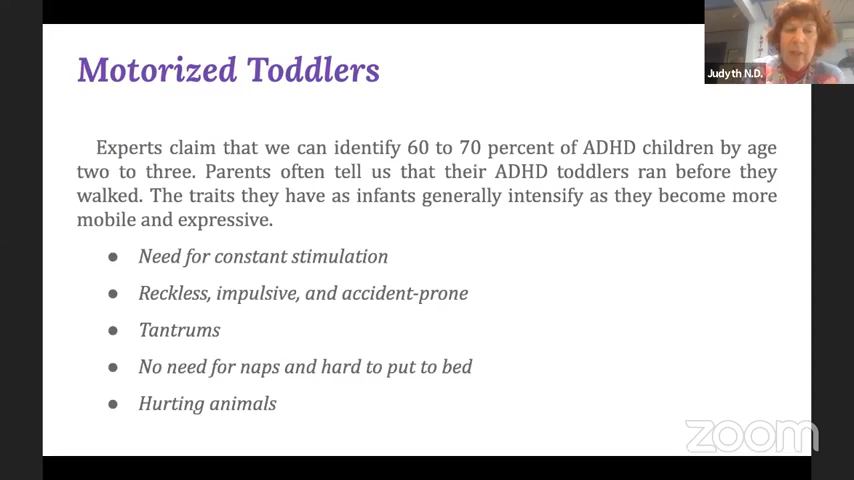 Motorized Toddlers
Judyth N.D.
Experts claim that we can identify 60 to 70 percent of ADHD children by age
two to three. Parents often tell us that their ADHD toddlers ran before they
walked. The traits they have as infants generally intensify as they become more
mobile and expressive.
● Need for constant stimulation
● Reckless, impulsive, and accident-prone
● Tantrums
● No need for naps and hard to put to bed
● Hurting animals
zoom